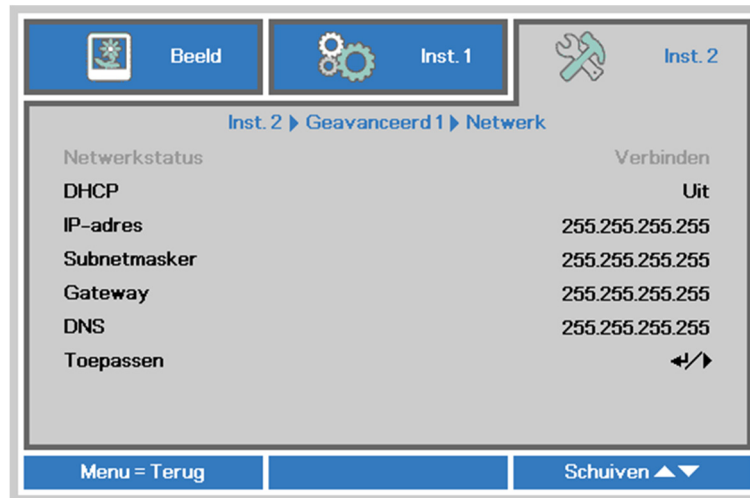 Beeld Inst. 1 Inst. 2
Inst. 2 ▶ Geavanceerd 1 ▶ Netwerk
Netwerkstatus Verbinden
DHCP Uit
IP-adres 255.255.255.255
Subnetmasker 255.255.255.255
Gateway 255.255.255.255
DNS 255.255.255.255
Toepassen ↵/▶
Menu = Terug Schuiven ▲▼